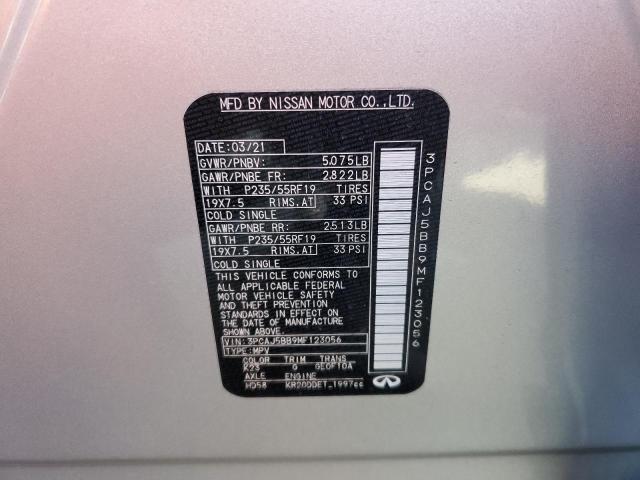 MFD BY NISSAN MOTOR CO.,LTD.
DATE: 03/21
GVWR/PNBV: 5,075LB
GAWR/PNBE FR: 2,822LB
WITH P235/55RF19 TIRES
19X7.5 RIMS.AT 33 PSI
COLD SINGLE
GAWR/PNBE RR: 2,513LB
WITH P235/55RF19 TIRES
19X7.5 RIMS.AT 33 PSI
COLD SINGLE
THIS VEHICLE CONFORMS TO
ALL APPLICABLE FEDERAL
MOTOR VEHICLE SAFETY
AND THEFT PREVENTION
STANDARDS IN EFFECT ON
THE DATE OF MANUFACTURE
SHOWN ABOVE.
VIN: 3PCAJ5BB9MF123056
TYPE: MPV
COLOR TRIM TRANS
K23 G GE0F10A
AXLE ENGINE
HD58 KR20DDET 1997cc
3PCAJ5BB9MF123056